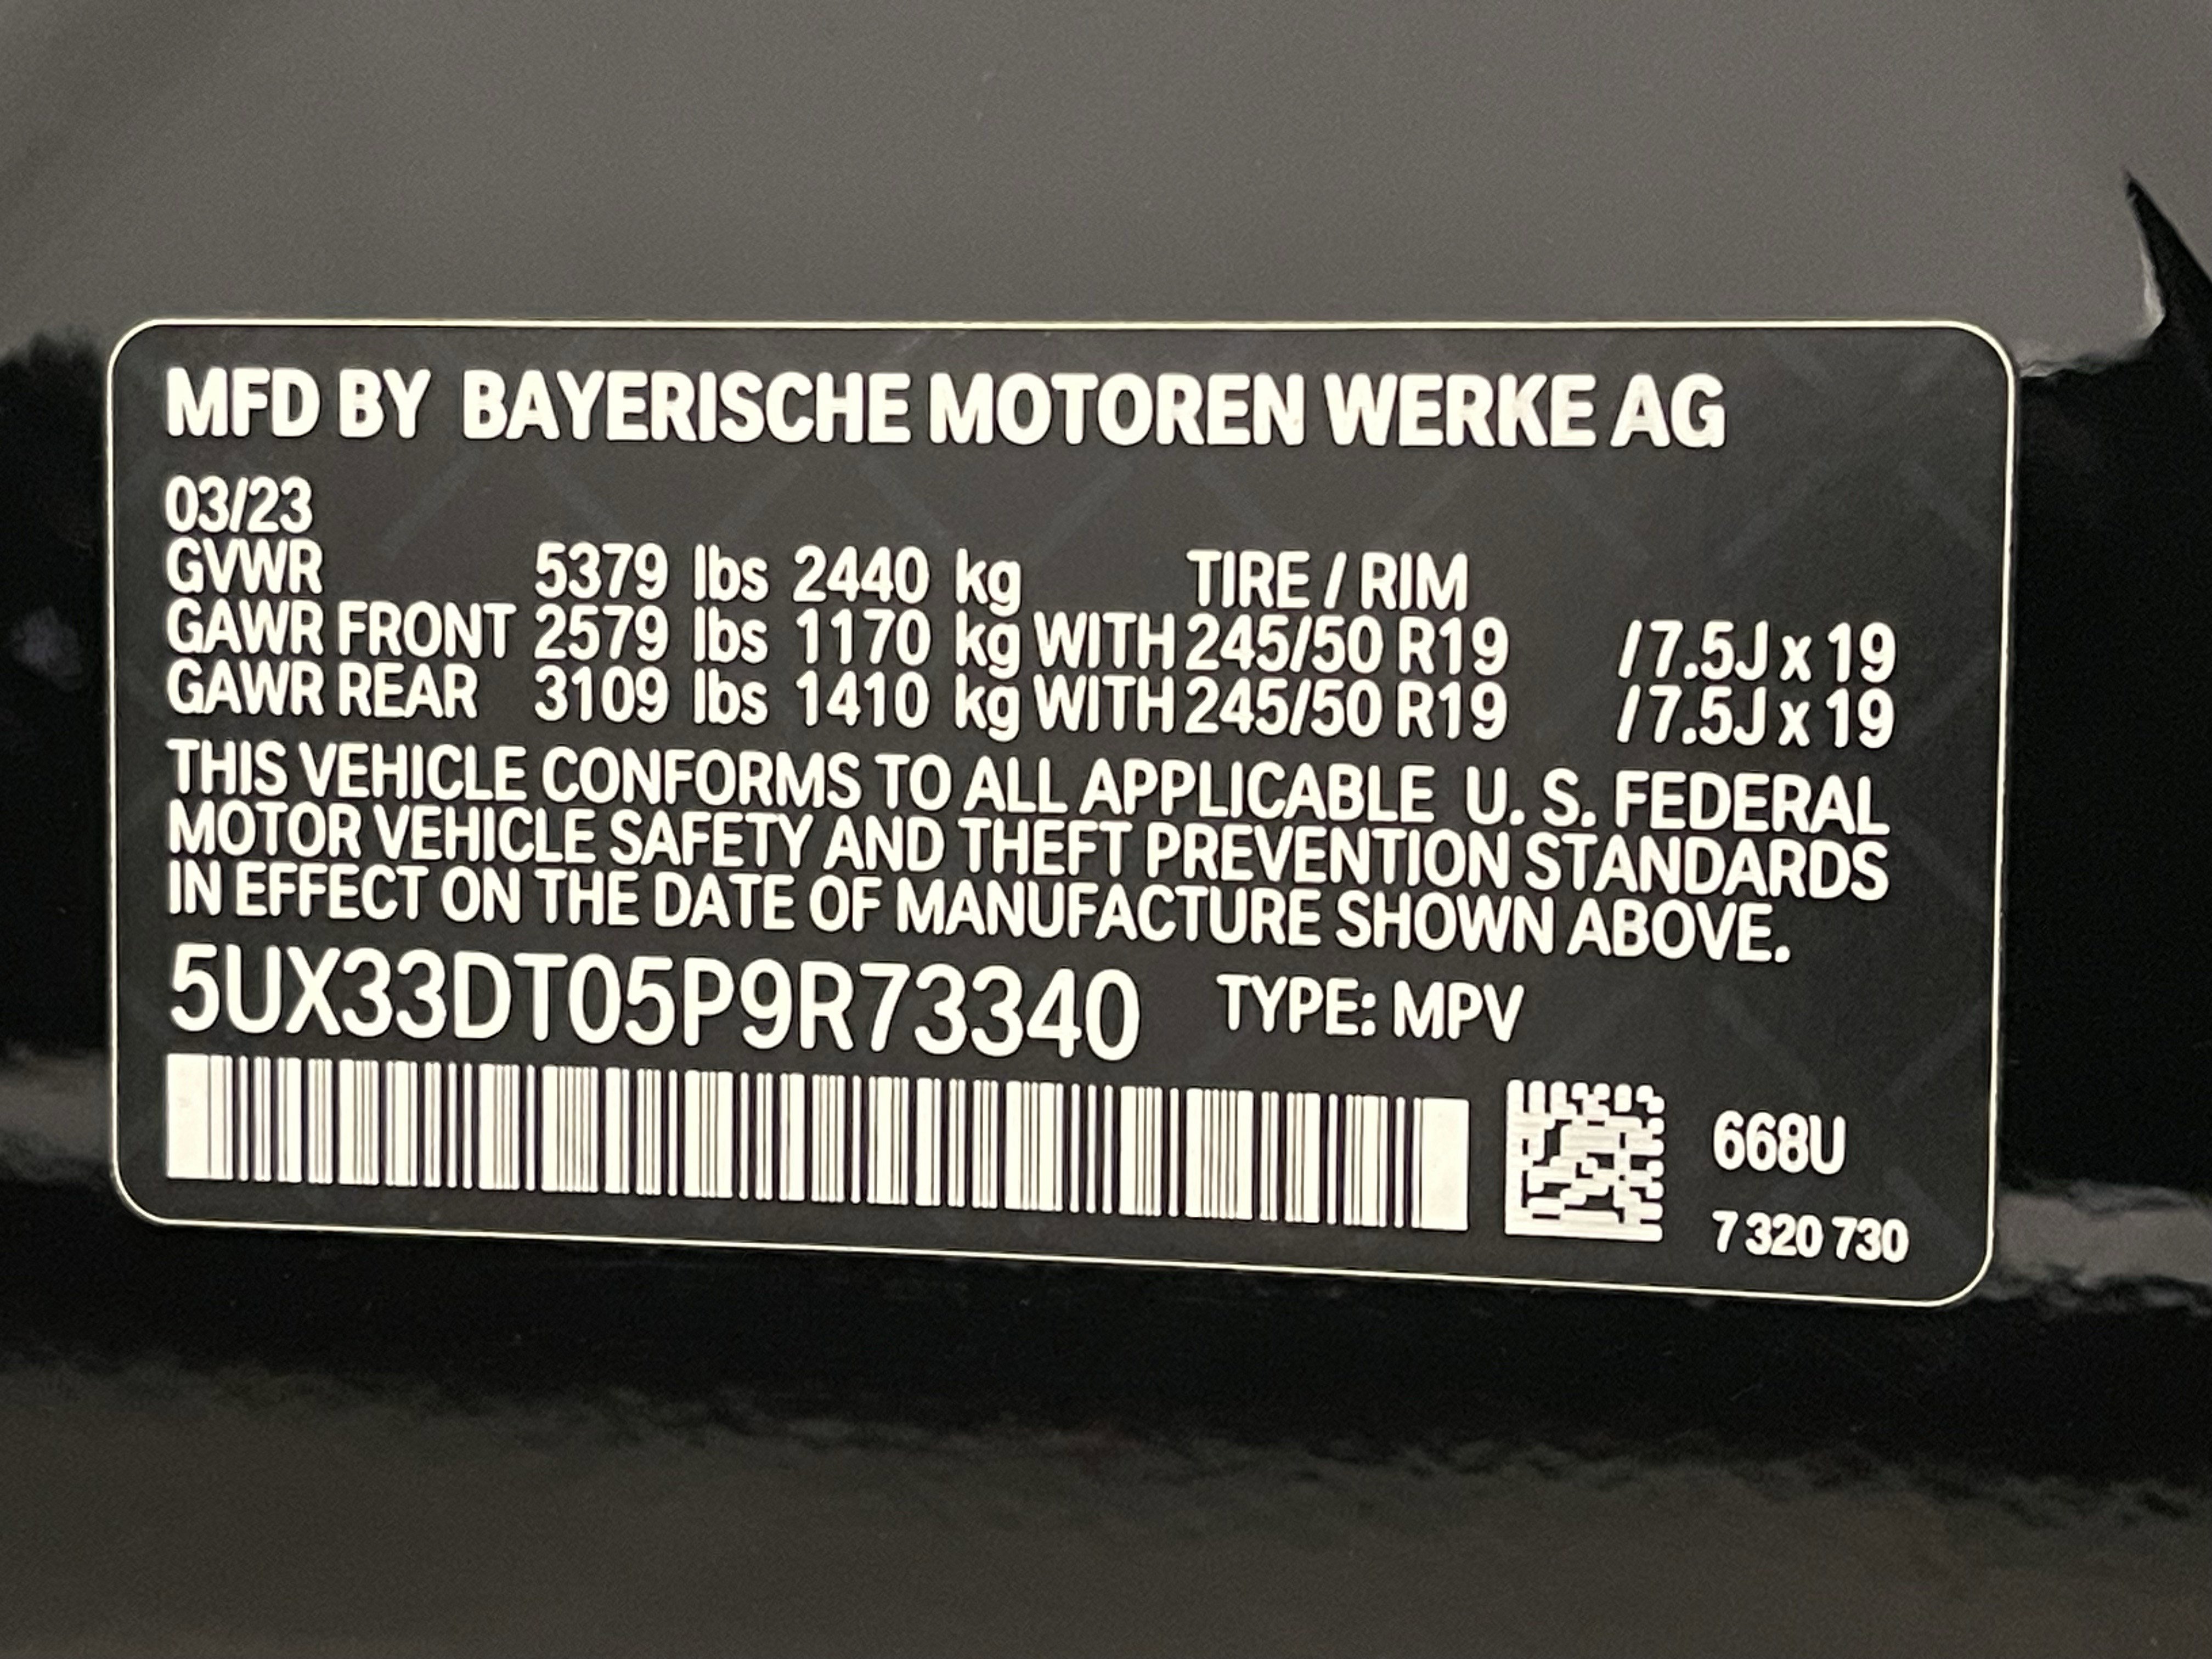 MFD BY BAYERISCHE MOTOREN WERKE AG
03/23
GVWR 5379 lbs 2440 kg TIRE / RIM
GAWR FRONT 2579 lbs 1170 kg WITH 245/50 R19 / 7.5J x 19
GAWR REAR 3109 lbs 1410 kg WITH 245/50 R19 / 7.5J x 19
THIS VEHICLE CONFORMS TO ALL APPLICABLE U. S. FEDERAL
MOTOR VEHICLE SAFETY AND THEFT PREVENTION STANDARDS
IN EFFECT ON THE DATE OF MANUFACTURE SHOWN ABOVE.
5UX33DT05P9R73340 TYPE: MPV
668U
7 320 730